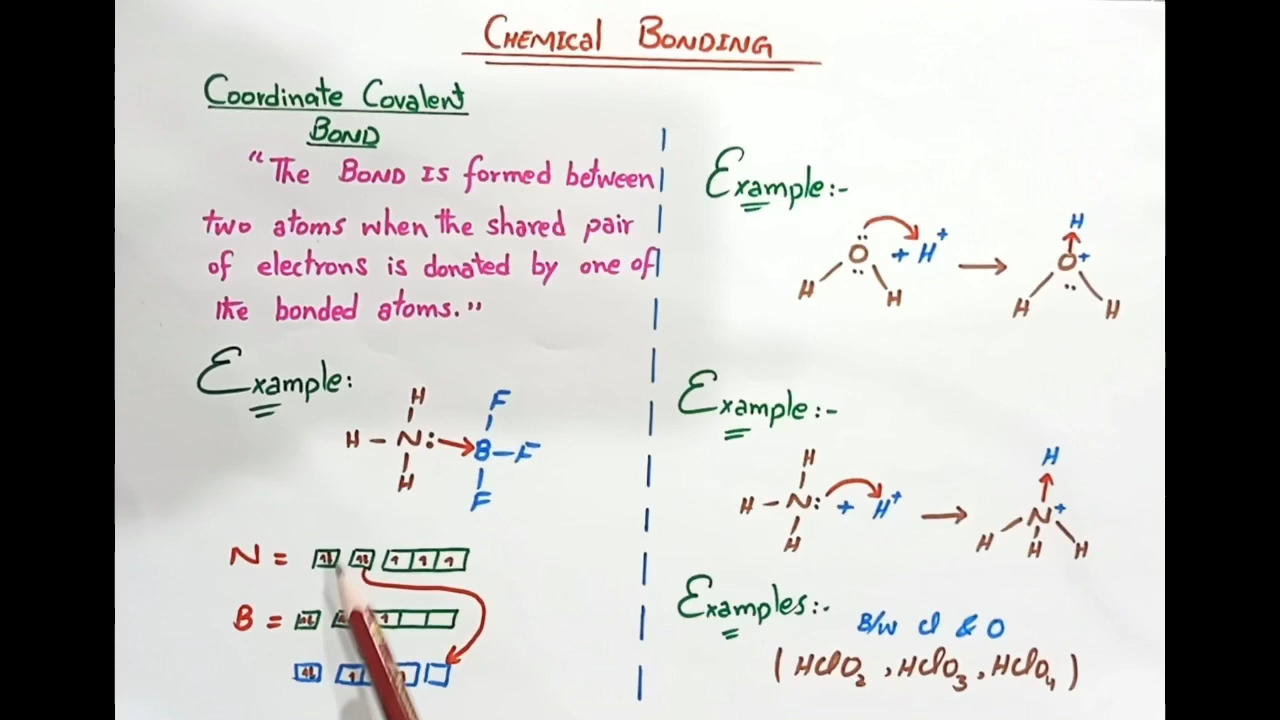 CHEMICAL BONDING
Coordinate Covalent
BOND
"The BOND IS formed between
two atoms when the shared pair
of electrons is donated by one of
the bonded atoms."
Example:
H
H – N: → B – F
H
F
F
N = ⥮ ⥮ ↿ ↿ ↿
B =
Example:-
H O H + H⁺ → H O⁺ H
H
Example:-
H
H – N: + H⁺ → H N⁺ H
H
H
H
Examples:-
B/w Cl & O
(HClO₂, HClO₃, HClO₄)